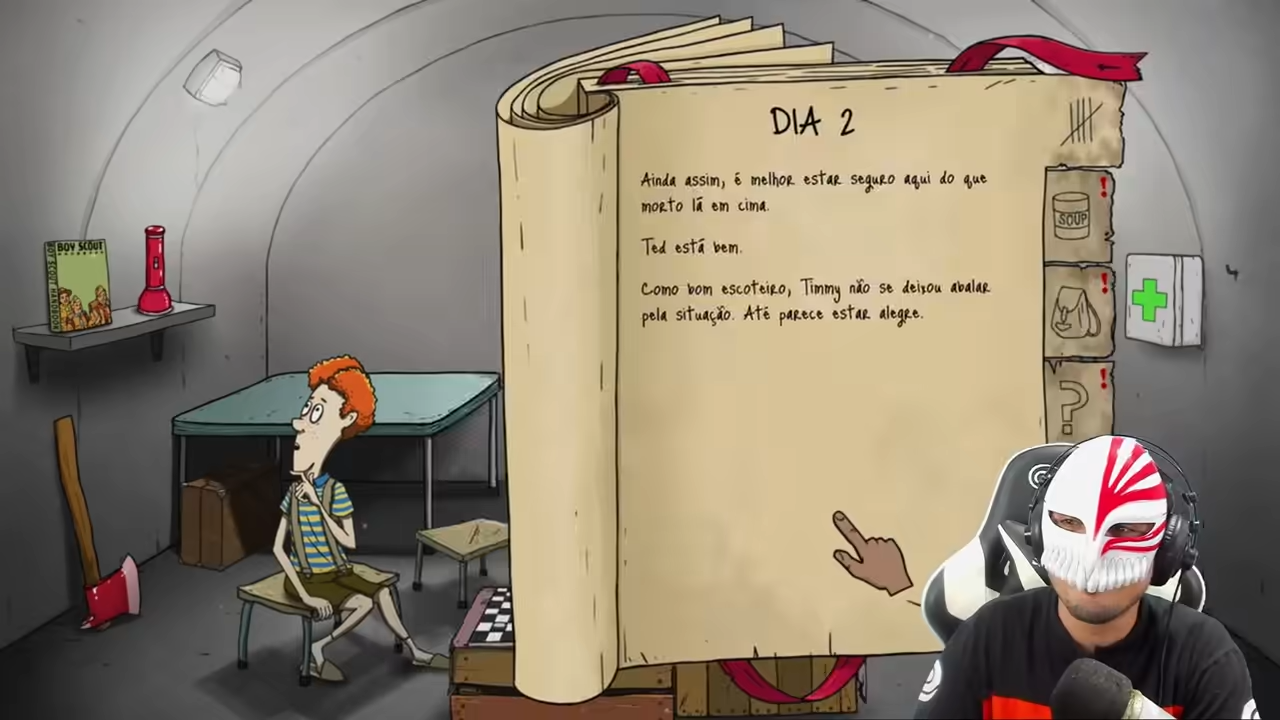 DIA 2
Ainda assim, é melhor estar seguro aqui do que
morto lá em cima.
Ted está bem.
Como bom escoteiro, Timmy não se deixou abalar
pela situação. Até parece estar alegre.
SOUP
!
!
!
?
BOY SCOUT